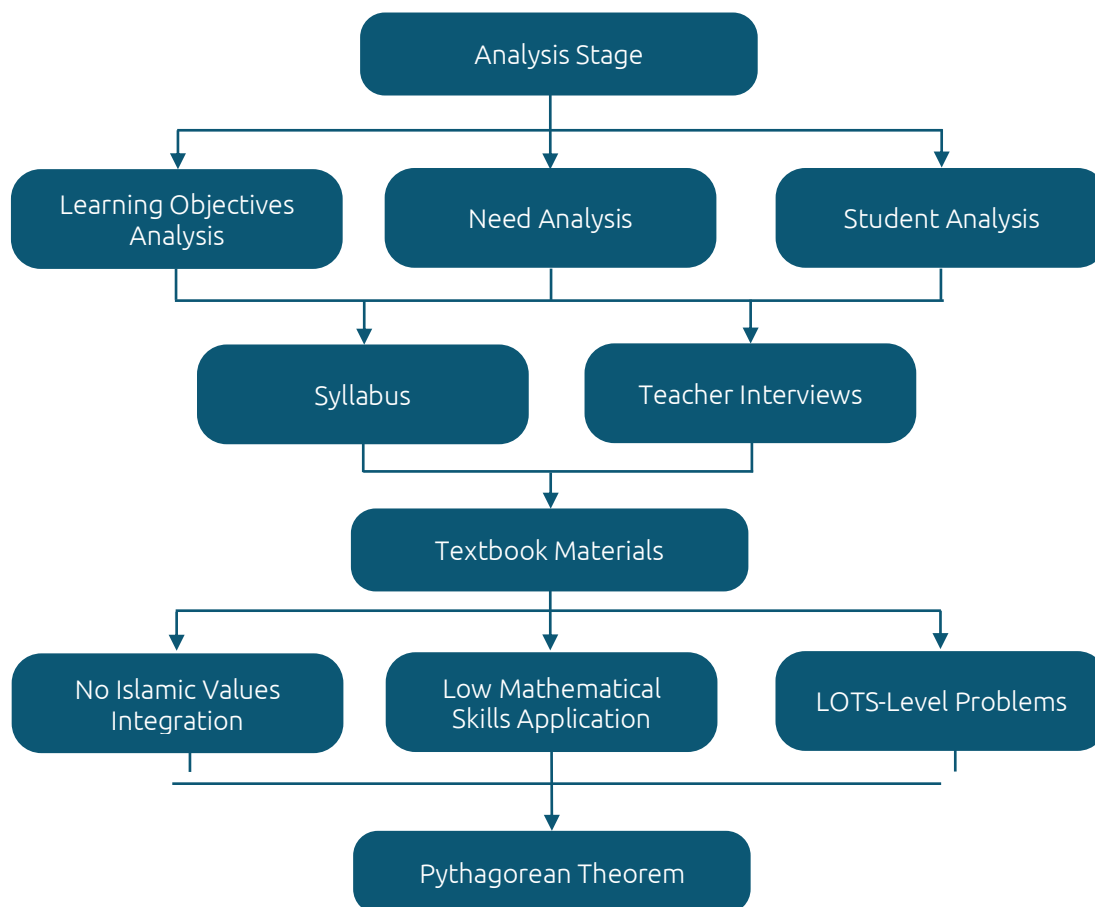 Analysis Stage
Learning Objectives
Analysis
Need Analysis
Student Analysis
Syllabus
Teacher Interviews
Textbook Materials
No Islamic Values
Integration
Low Mathematical
Skills Application
LOTS-Level Problems
Pythagorean Theorem